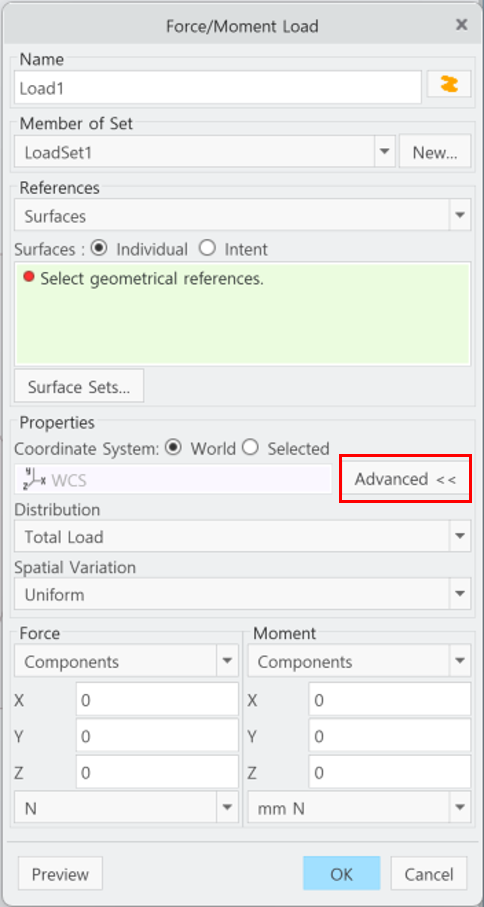 Force/Moment Load
Name
Load1
Member of Set
LoadSet1 New...
References
Surfaces
Surfaces : Individual Intent
Select geometrical references.
Surface Sets...
Properties
Coordinate System: World Selected
y z x WCS Advanced <<
Distribution
Total Load
Spatial Variation
Uniform
Force Moment
Components Components
X 0 X 0
Y 0 Y 0
Z 0 Z 0
N mm N
Preview OK Cancel